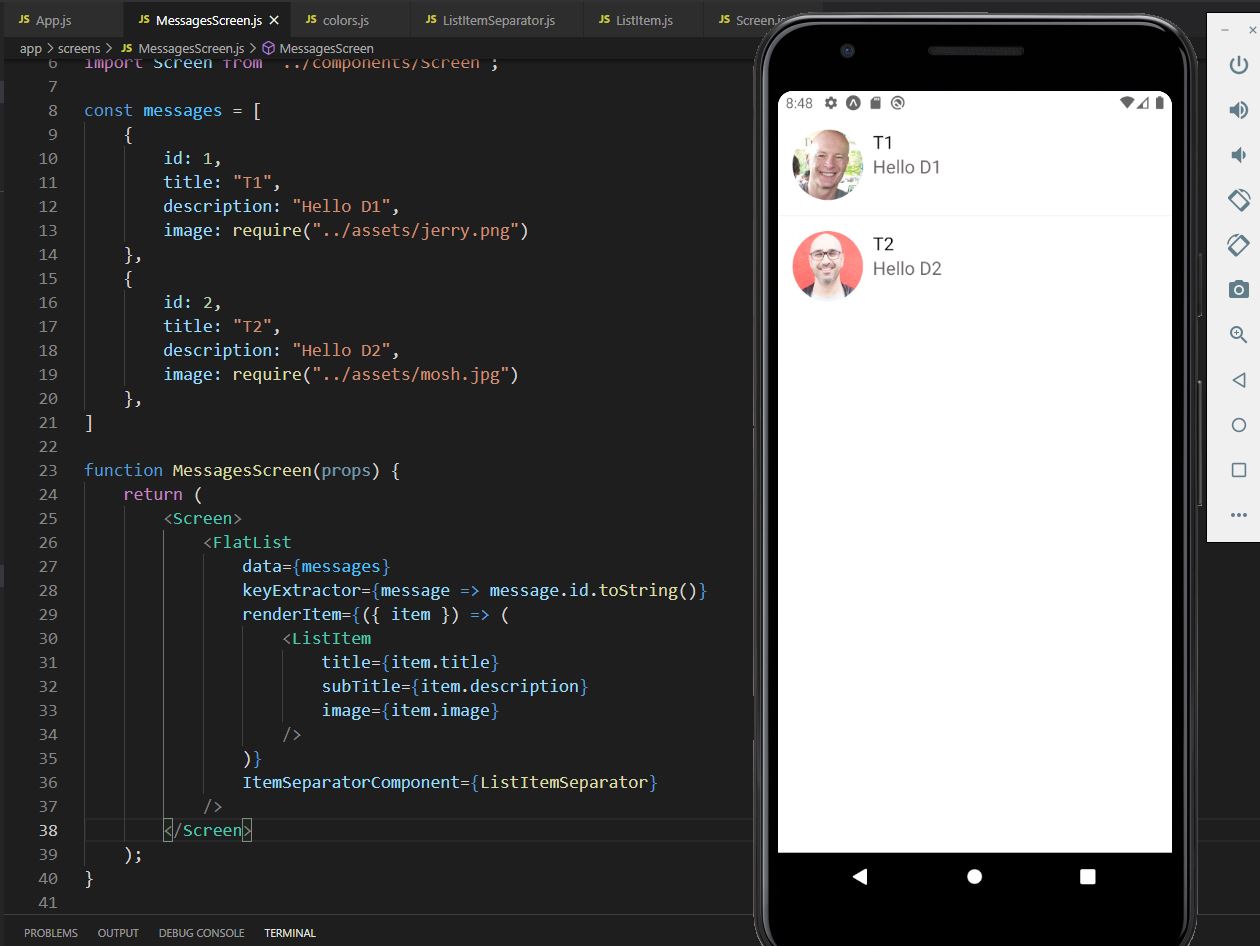 JS App.js
JS MessagesScreen.js
JS colors.js
JS ListItemSeparator.js
JS ListItem.js
JS Screen.js
app > screens > JS MessagesScreen.js > MessagesScreen
6 import Screen from "../components/Screen";
7
8 const messages = [
9 {
10 id: 1,
11 title: "T1",
12 description: "Hello D1",
13 image: require("../assets/jerry.png")
14 },
15 {
16 id: 2,
17 title: "T2",
18 description: "Hello D2",
19 image: require("../assets/mosh.jpg")
20 },
21 ]
22
23 function MessagesScreen(props) {
24 return (
25 <Screen>
26 <FlatList
27 data={messages}
28 keyExtractor={message => message.id.toString()}
29 renderItem={({ item }) => (
30 <ListItem
31 title={item.title}
32 subTitle={item.description}
33 image={item.image}
34 />
35 )}
36 ItemSeparatorComponent={ListItemSeparator}
37 />
38 </Screen>
39 );
40 }
41
PROBLEMS OUTPUT DEBUG CONSOLE TERMINAL
8:48
T1
Hello D1
T2
Hello D2